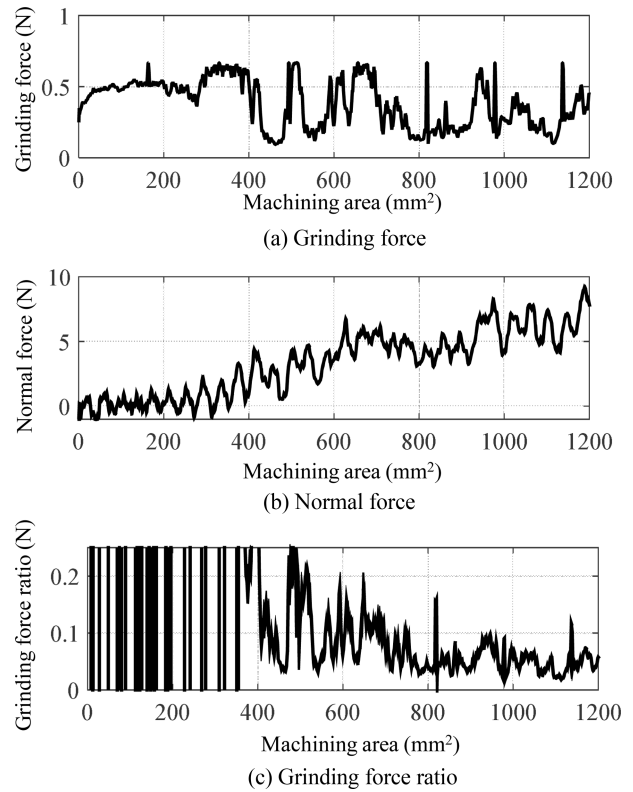 1
0.5
0
Grinding force (N)
0 200 400 600 800 1000 1200
Machining area (mm²)
(a) Grinding force
10
5
0
Normal force (N)
0 200 400 600 800 1000 1200
Machining area (mm²)
(b) Normal force
0.2
0.1
0
Grinding force ratio (N)
0 200 400 600 800 1000 1200
Machining area (mm²)
(c) Grinding force ratio